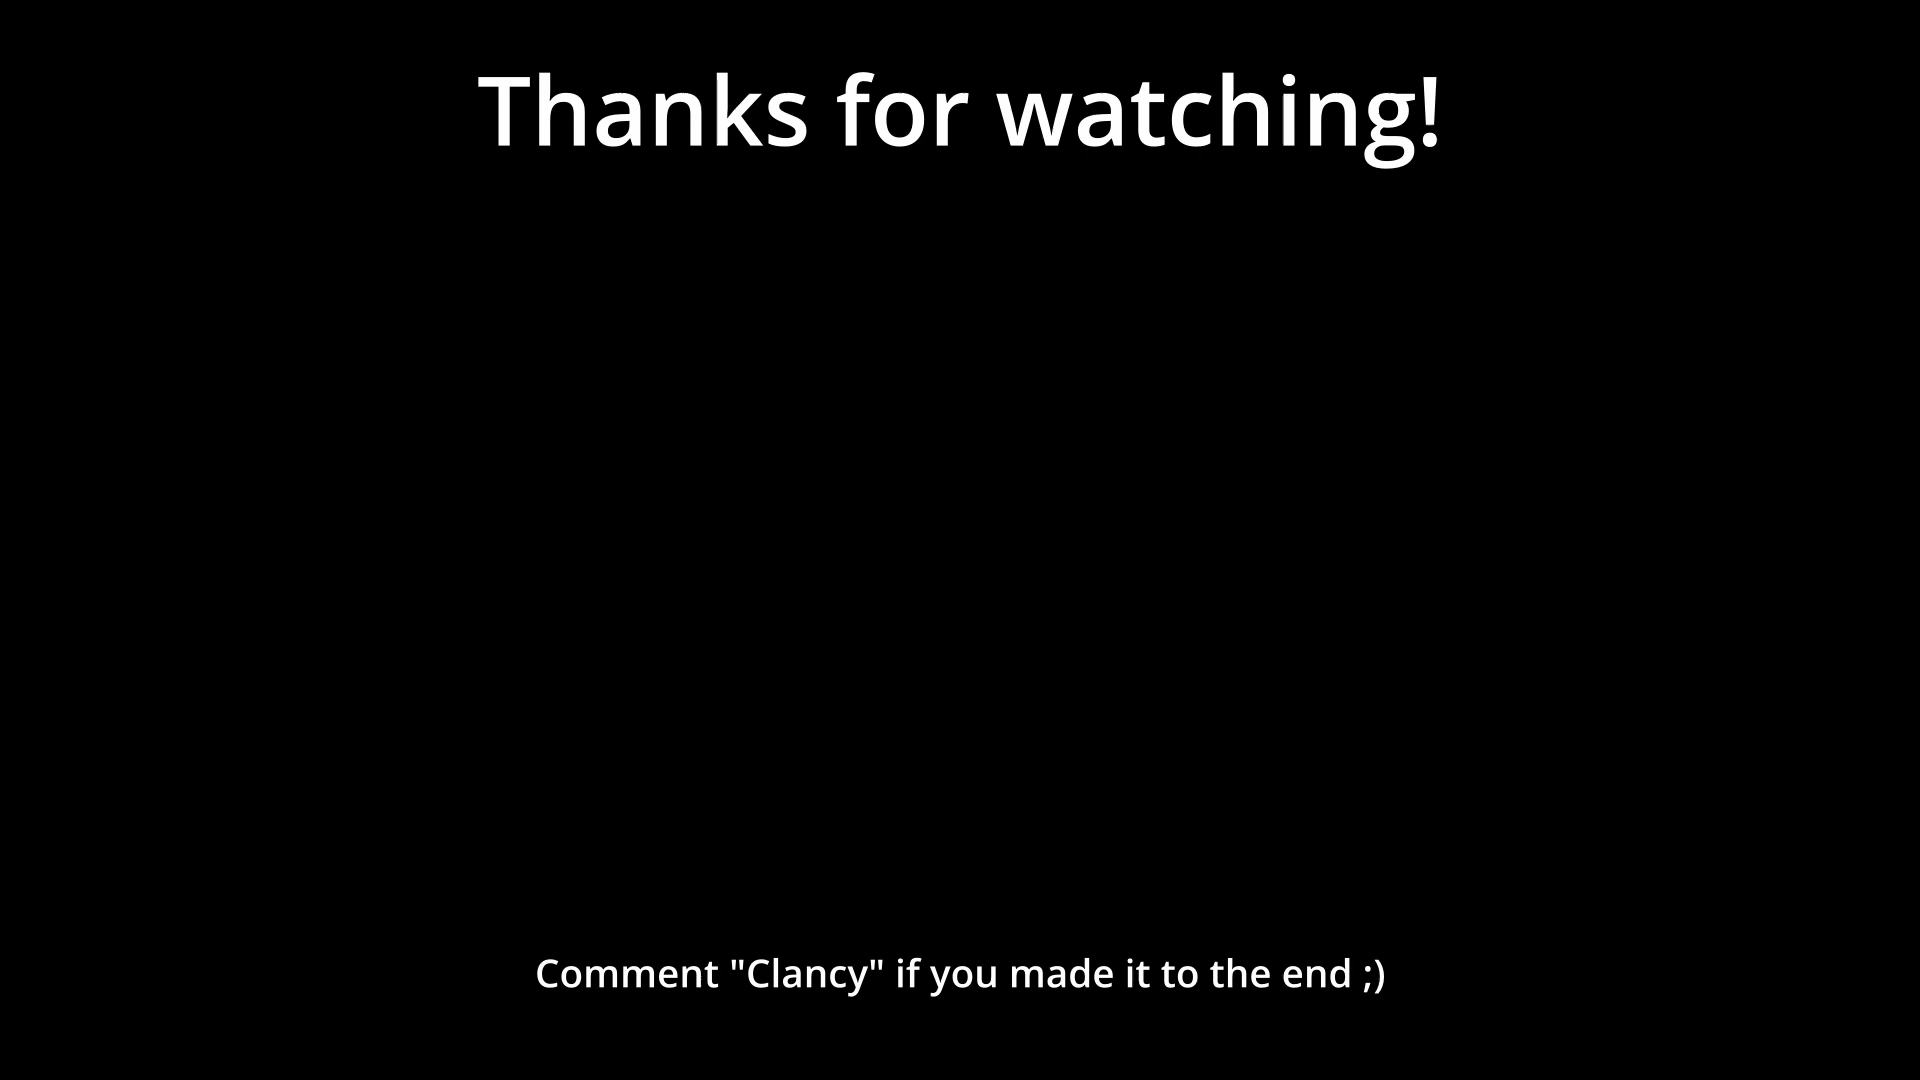 Thanks for watching!
Comment "Clancy" if you made it to the end ;)